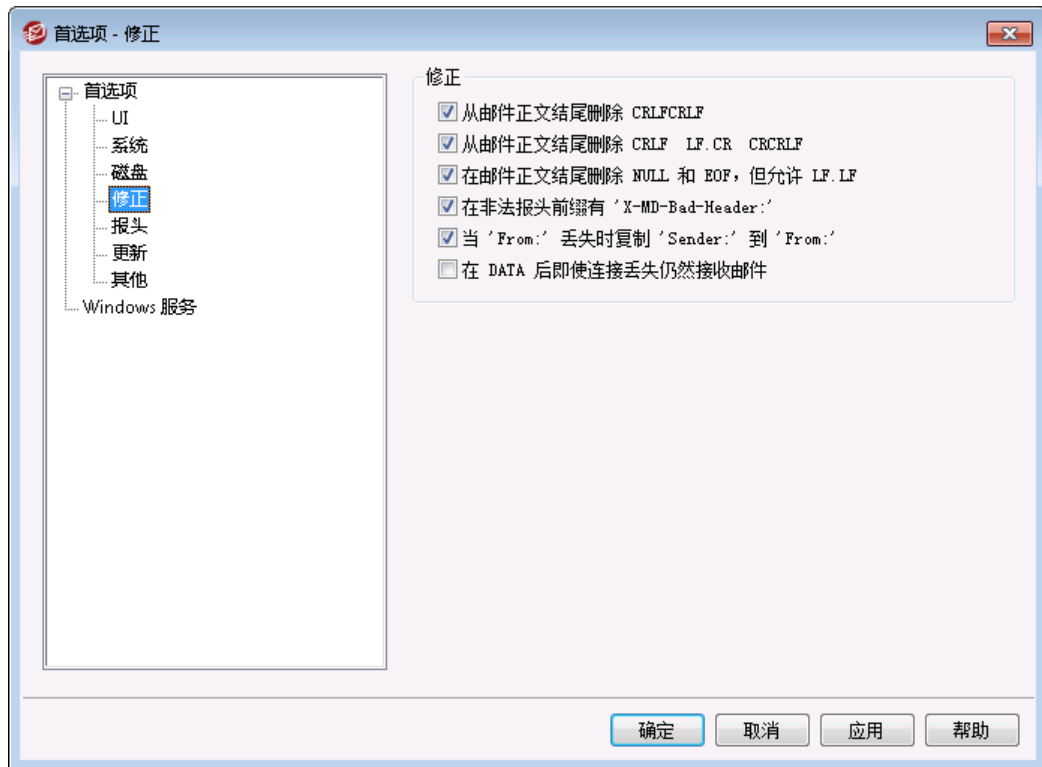 首选项 - 修正
首选项
UI
系统
磁盘
修正
报头
更新
其他
Windows 服务
修正
从邮件正文结尾删除 CRLFCRLF
从邮件正文结尾删除 CRLF LF.CR CRCRLF
在邮件正文结尾删除 NULL 和 EOF，但允许 LF.LF
在非法报头前缀有 'X-MD-Bad-Header:'
当 'From:' 丢失时复制 'Sender:' 到 'From:'
在 DATA 后即使连接丢失仍然接收邮件
确定 取消 应用 帮助